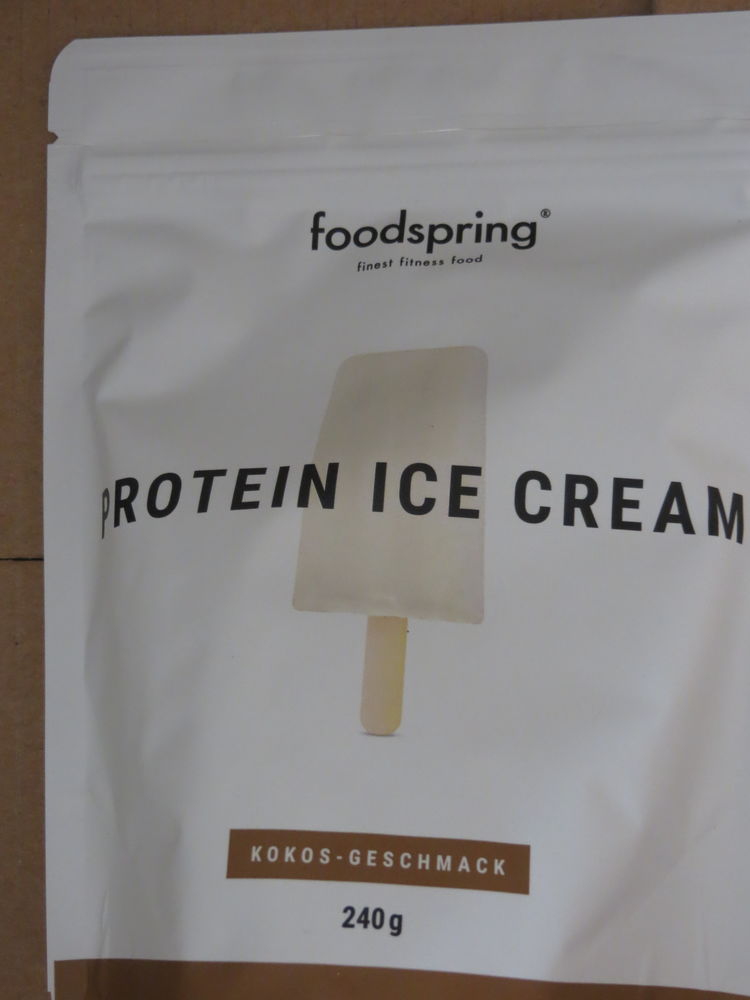 foodspring®
finest fitness food
PROTEIN ICE CREAM
KOKOS-GESCHMACK
240g